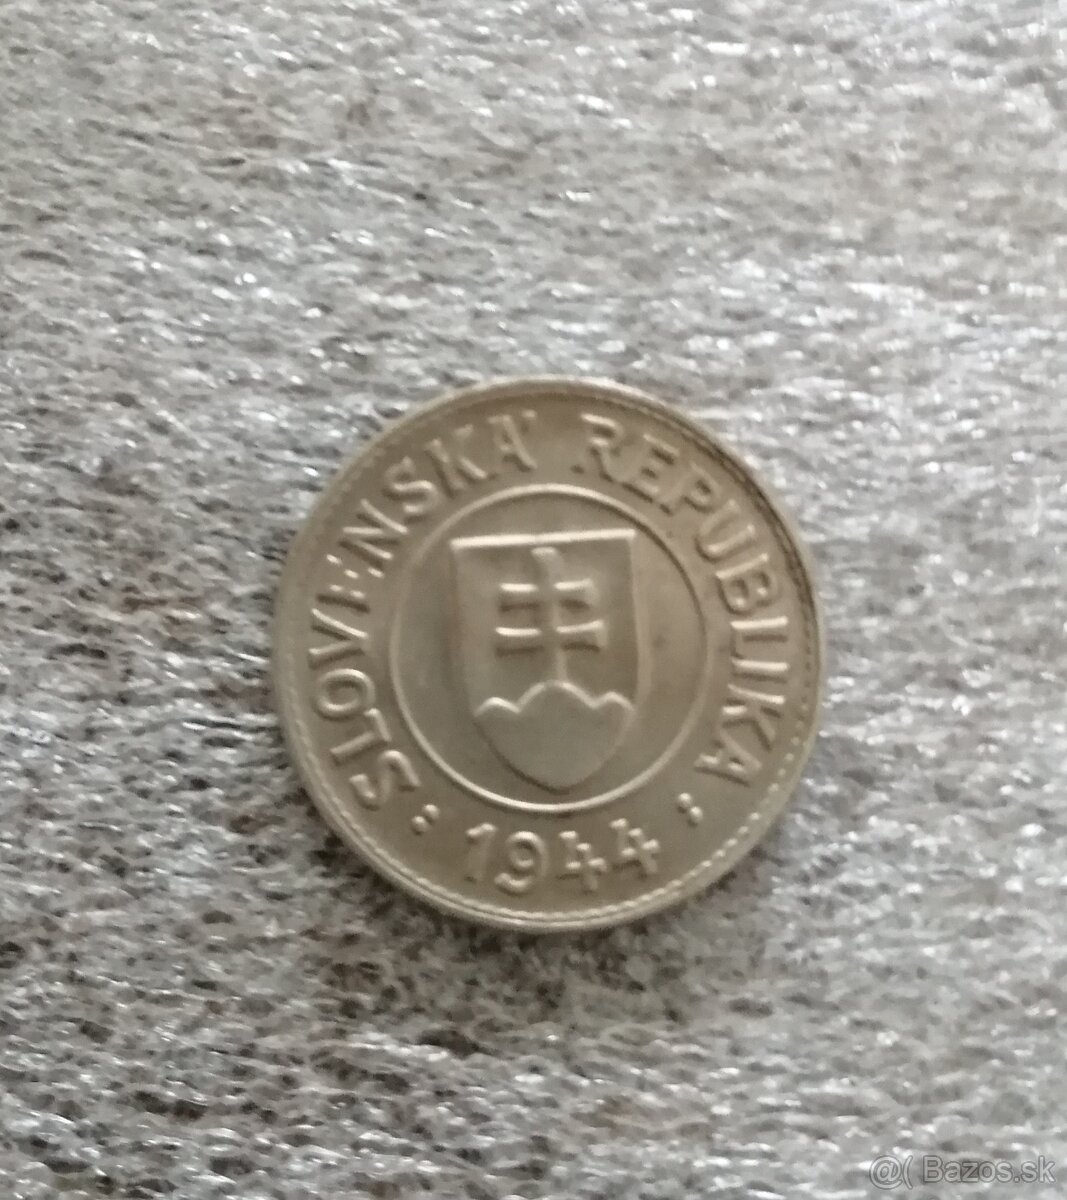 SLOVENSKÁ REPUBLIKA
: 1944 :
@( Bazos.sk